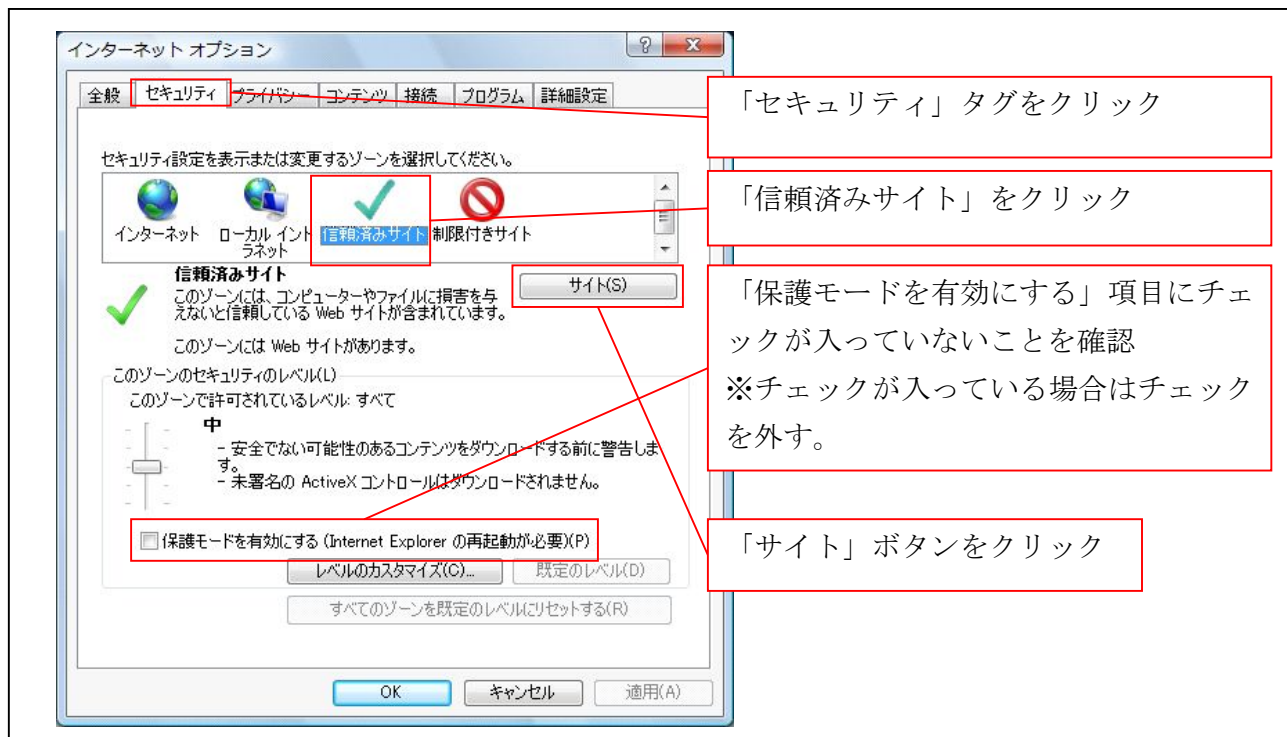 インターネット オプション
全般 セキュリティ プライバシー コンテンツ 接続 プログラム 詳細設定
セキュリティ設定を表示または変更するゾーンを選択してください。
インターネット
ローカル イント
ラネット
信頼済みサイト
制限付きサイト
信頼済みサイト
このゾーンには、コンピューターやファイルに損害を与
えないと信頼している Web サイトが含まれています。
このゾーンには Web サイトがあります。
サイト(S)
このゾーンのセキュリティのレベル(L)
このゾーンで許可されているレベル: すべて
中
- 安全でない可能性のあるコンテンツをダウンロードする前に警告しま
す。
- 未署名の ActiveX コントロールはダウンロードされません。
保護モードを有効にする (Internet Explorer の再起動が必要)(P)
レベルのカスタマイズ(C)... 既定のレベル(D)
すべてのゾーンを既定のレベルにリセットする(R)
OK キャンセル 適用(A)
「セキュリティ」タグをクリック
「信頼済みサイト」をクリック
「保護モードを有効にする」項目にチェ
ックが入っていないことを確認
※チェックが入っている場合はチェック
を外す。
「サイト」ボタンをクリック